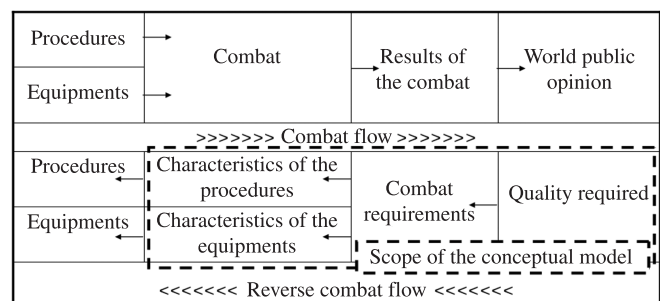 Procedures
Equipments
Combat
Results of
the combat
World public
opinion
>>>>>>> Combat flow >>>>>>>
Procedures
Equipments
Characteristics of the
procedures
Characteristics of the
equipments
Combat
requirements
Quality required
Scope of the conceptual model
<<<<<<< Reverse combat flow <<<<<<<